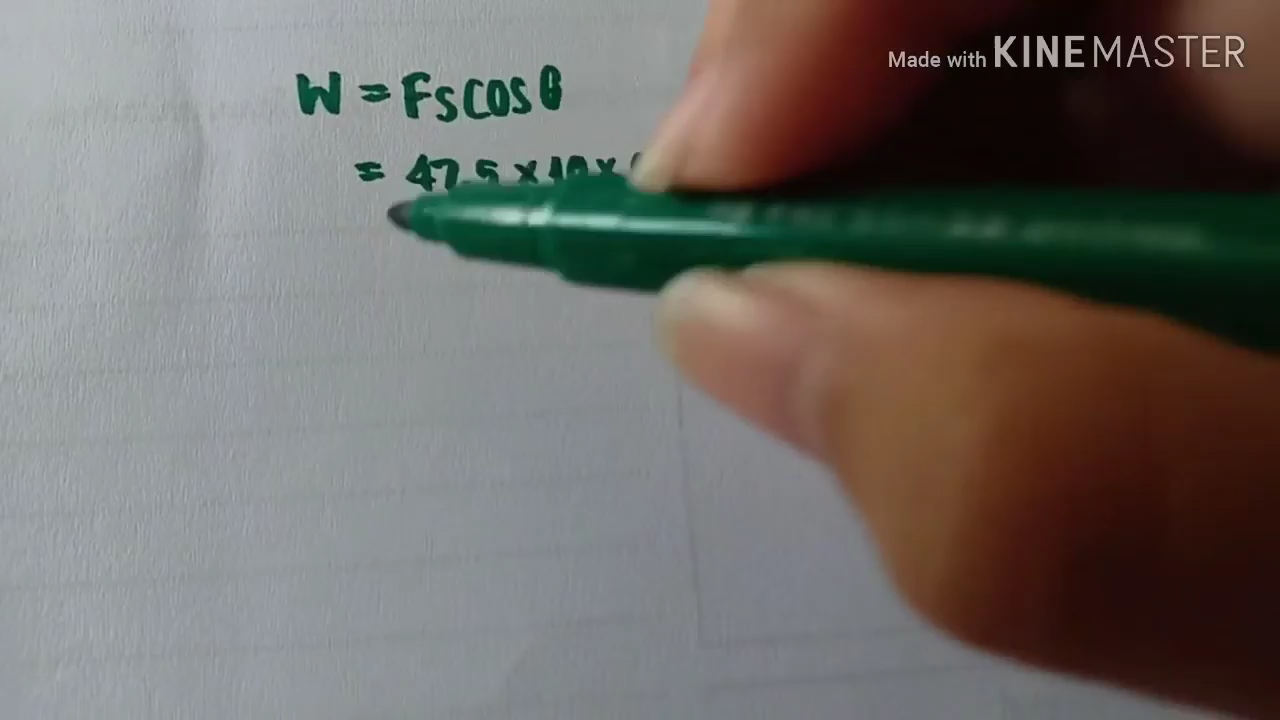 Made with KINEMASTER
W = Fs cos θ
= 47.5 × 10 ×